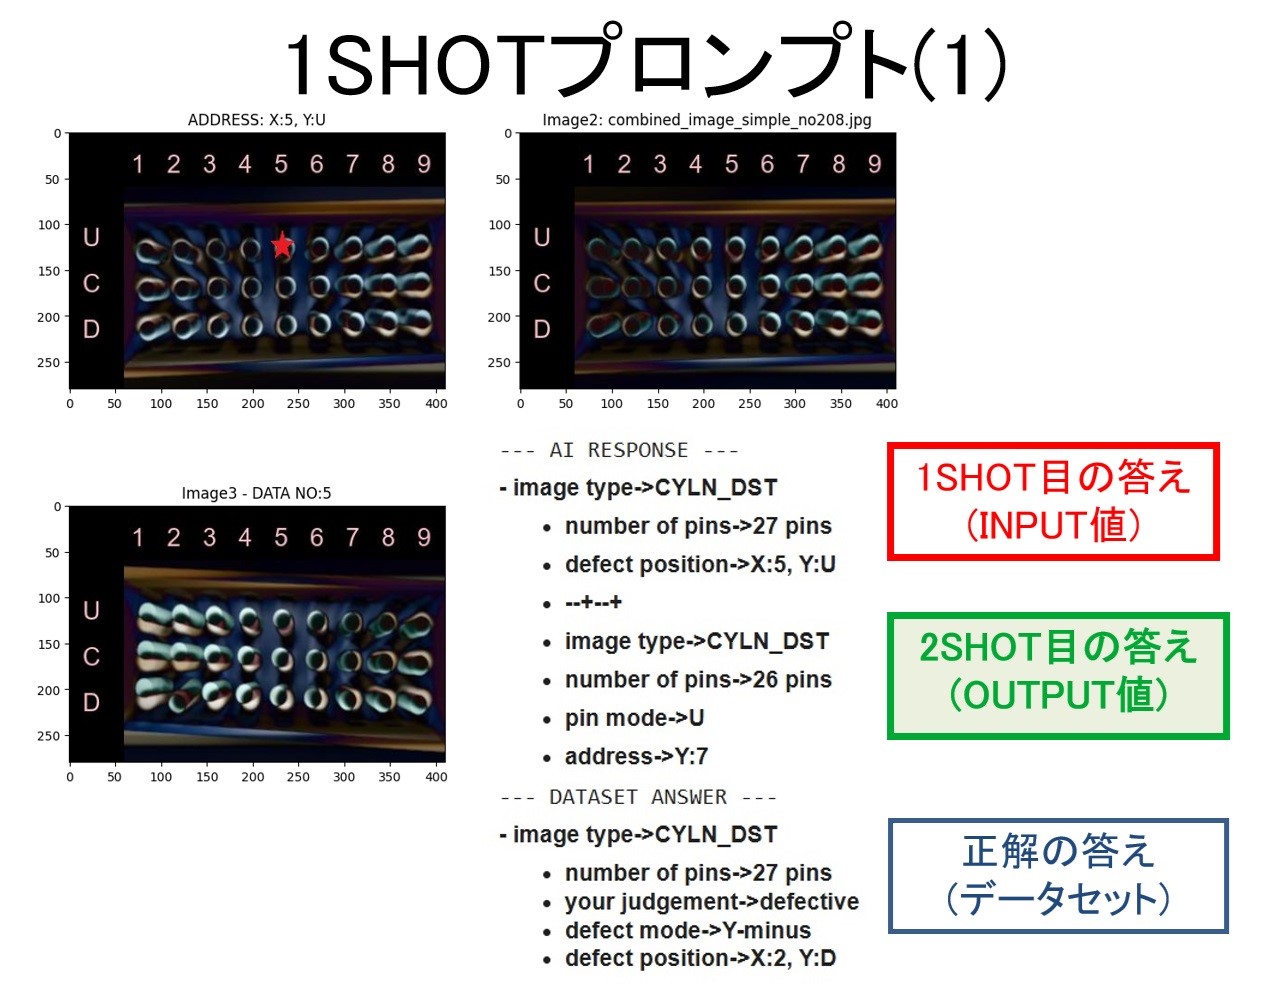 1SHOTプロンプト(1)
ADDRESS: X:5, Y:U
0
50
100
150
200
250
1 2 3 4 5 6 7 8 9
U
C
D
0 50 100 150 200 250 300 350 400
Image2: combined_image_simple_no208.jpg
0
50
100
150
200
250
1 2 3 4 5 6 7 8 9
U
C
D
0 50 100 150 200 250 300 350 400
Image3 - DATA NO:5
0
50
100
150
200
250
1 2 3 4 5 6 7 8 9
U
C
D
0 50 100 150 200 250 300 350 400
--- AI RESPONSE ---
- image type->CYLN_DST
• number of pins->27 pins
• defect position->X:5, Y:U
• --+--+
• image type->CYLN_DST
• number of pins->26 pins
• pin mode->U
• address->Y:7
--- DATASET ANSWER ---
- image type->CYLN_DST
• number of pins->27 pins
• your judgement->defective
• defect mode->Y-minus
• defect position->X:2, Y:D
1SHOT目の答え
(INPUT値)
2SHOT目の答え
(OUTPUT値)
正解の答え
(データセット)